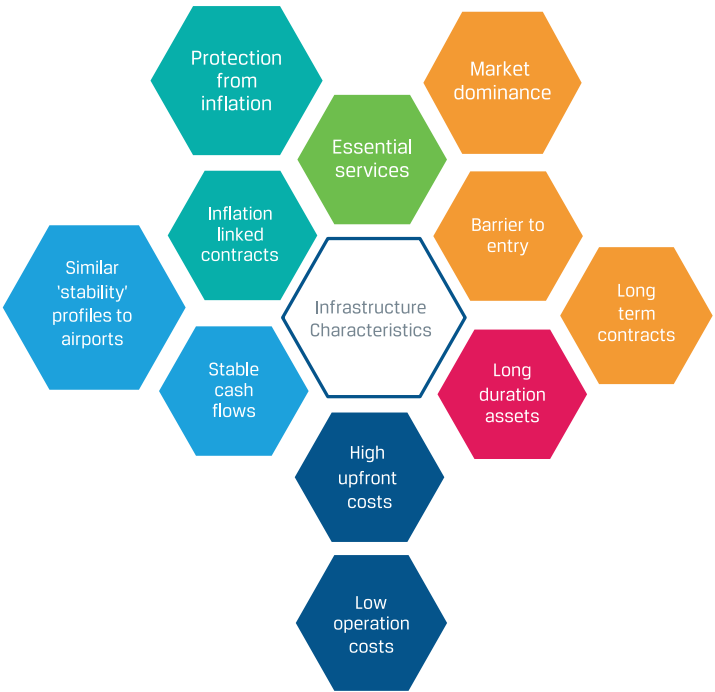 Protection
from
inflation
Market
dominance
Essential
services
Inflation
linked
contracts
Barrier to
entry
Similar
'stability'
profiles to
airports
Infrastructure
Characteristics
Long
term
contracts
Stable
cash
flows
Long
duration
assets
High
upfront
costs
Low
operation
costs